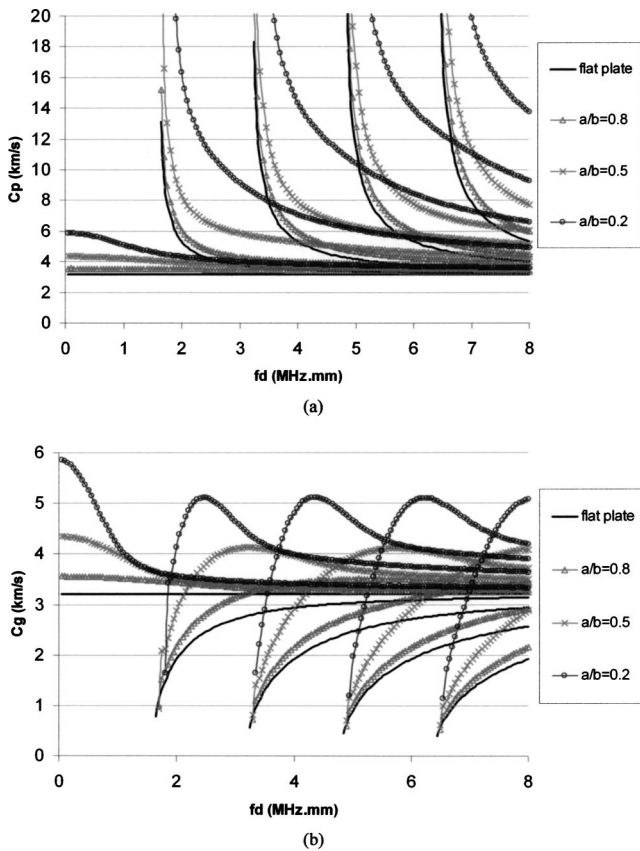 20
18
16
14
12
10
8
6
4
2
0
Cp (km/s)
0 1 2 3 4 5 6 7 8
fd (MHz.mm)
flat plate
a/b=0.8
a/b=0.5
a/b=0.2
(a)
6
5
4
3
2
1
0
Cg (km/s)
0 2 4 6 8
fd (MHz.mm)
flat plate
a/b=0.8
a/b=0.5
a/b=0.2
(b)